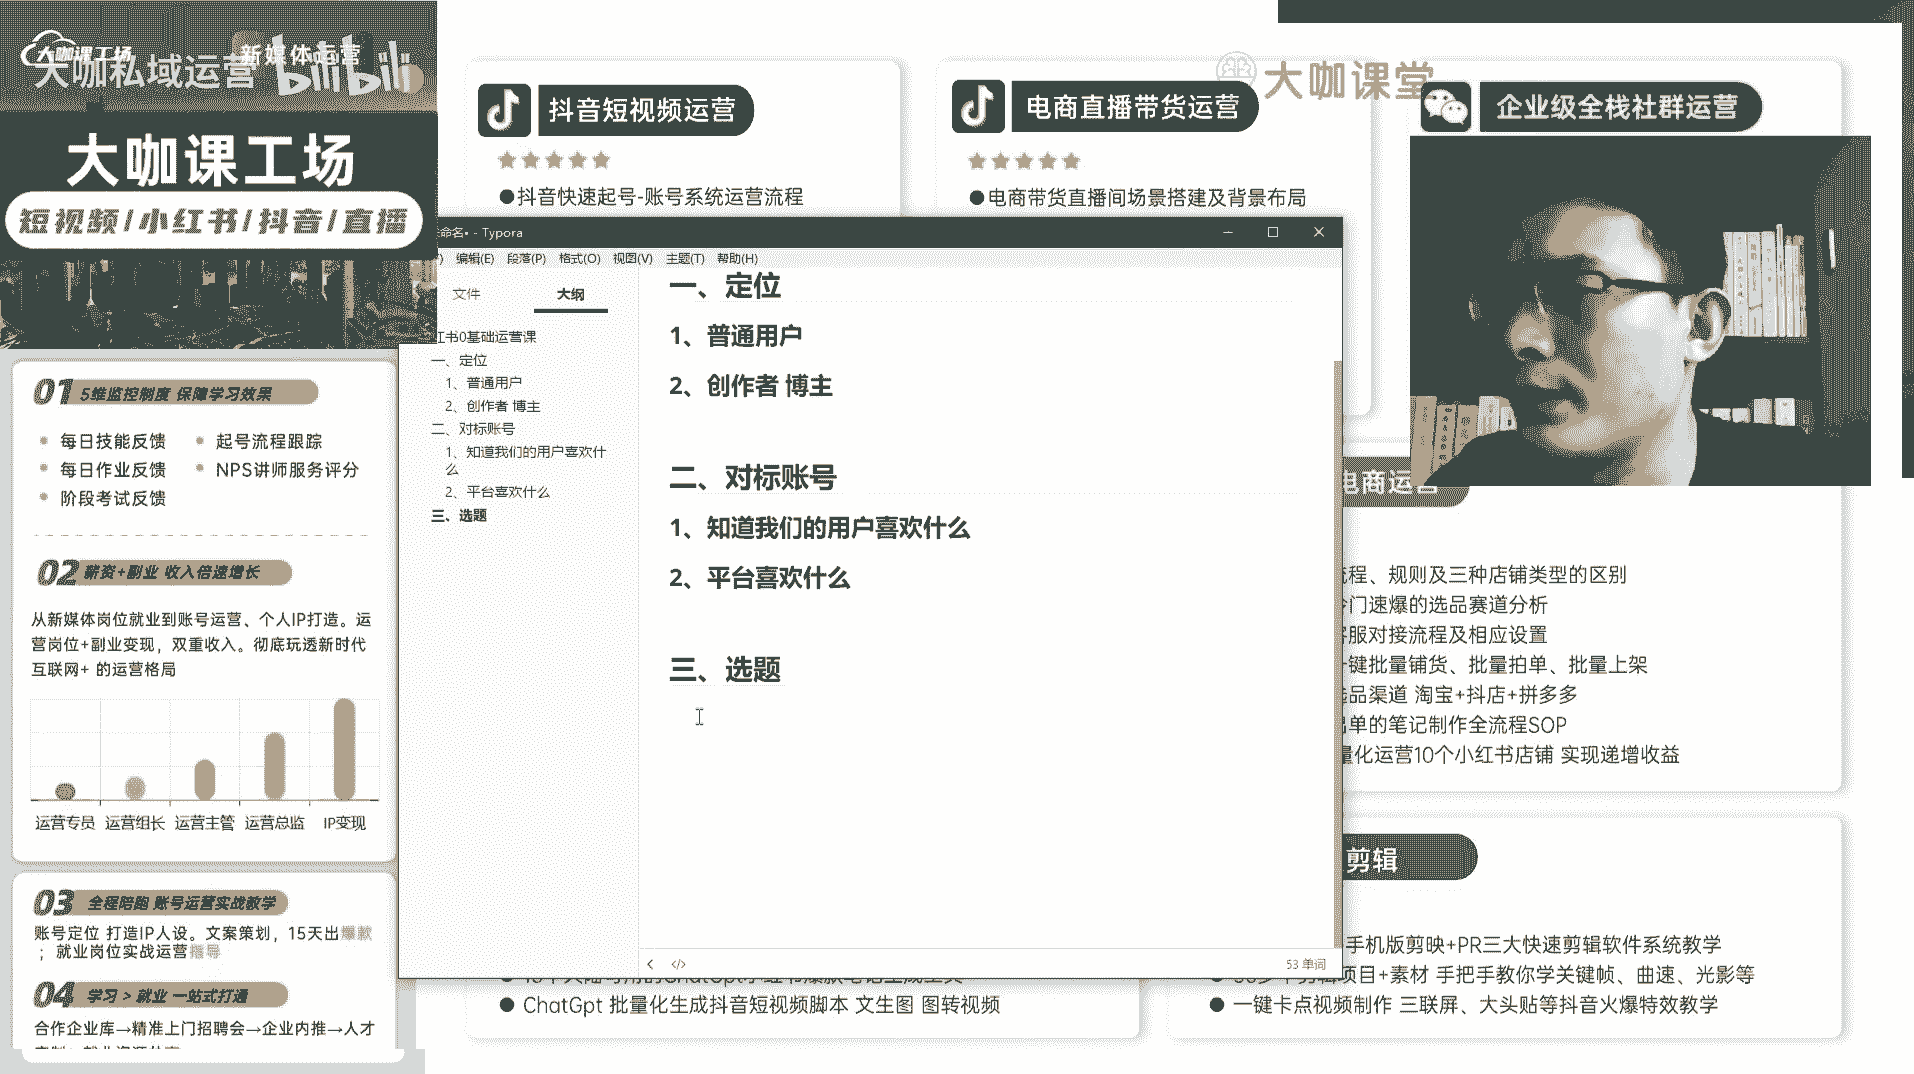 大咖课工场
新媒体运营
大咖私域运营
bilibili
大咖课工场
短视频/小红书/抖音/直播
01 5维监控制度 保障学习效果
每日技能反馈
起号流程跟踪
每日作业反馈
NPS讲师服务评分
阶段考试反馈
02 薪资+副业 收入倍速增长
从新媒体岗位就业到账号运营、个人IP打造。运
营岗位+副业变现，双重收入。彻底玩透新时代
互联网+ 的运营格局
运营专员 运营组长 运营主管 运营总监 IP变现
03 全程陪跑 账号运营实战教学
账号定位 打造IP人设。文案策划，15天出爆款
；就业岗位实战运营指导
04 学习 > 就业 一站式打通
合作企业库→精准上门招聘会→企业内推→人才
抖音短视频运营
●抖音快速起号-账号系统运营流程
电商直播带货运营
●电商带货直播间场景搭建及背景布局
大咖课堂
企业级全栈社群运营
命名• - Typora
编辑(E) 段落(P) 格式(O) 视图(V) 主题(T) 帮助(H)
文件 大纲
红书0基础运营课
一、定位
1、普通用户
2、创作者 博主
二、对标账号
1、知道我们的用户喜欢什
么
2、平台喜欢什么
三、选题
一、定位
1、普通用户
2、创作者 博主
二、对标账号
1、知道我们的用户喜欢什么
2、平台喜欢什么
三、选题
53 单词
电商运营
流程、规则及三种店铺类型的区别
冷门速爆的选品赛道分析
客服对接流程及相应设置
一键批量铺货、批量拍单、批量上架
选品渠道 淘宝+抖店+拼多多
出单的笔记制作全流程SOP
量化运营10个小红书店铺 实现递增收益
剪辑
手机版剪映+PR三大快速剪辑软件系统教学
项目+素材 手把手教你学关键帧、曲速、光影等
● 一键卡点视频制作 三联屏、大头贴等抖音火爆特效教学
● ChatGpt 批量化生成抖音短视频脚本 文生图 图转视频